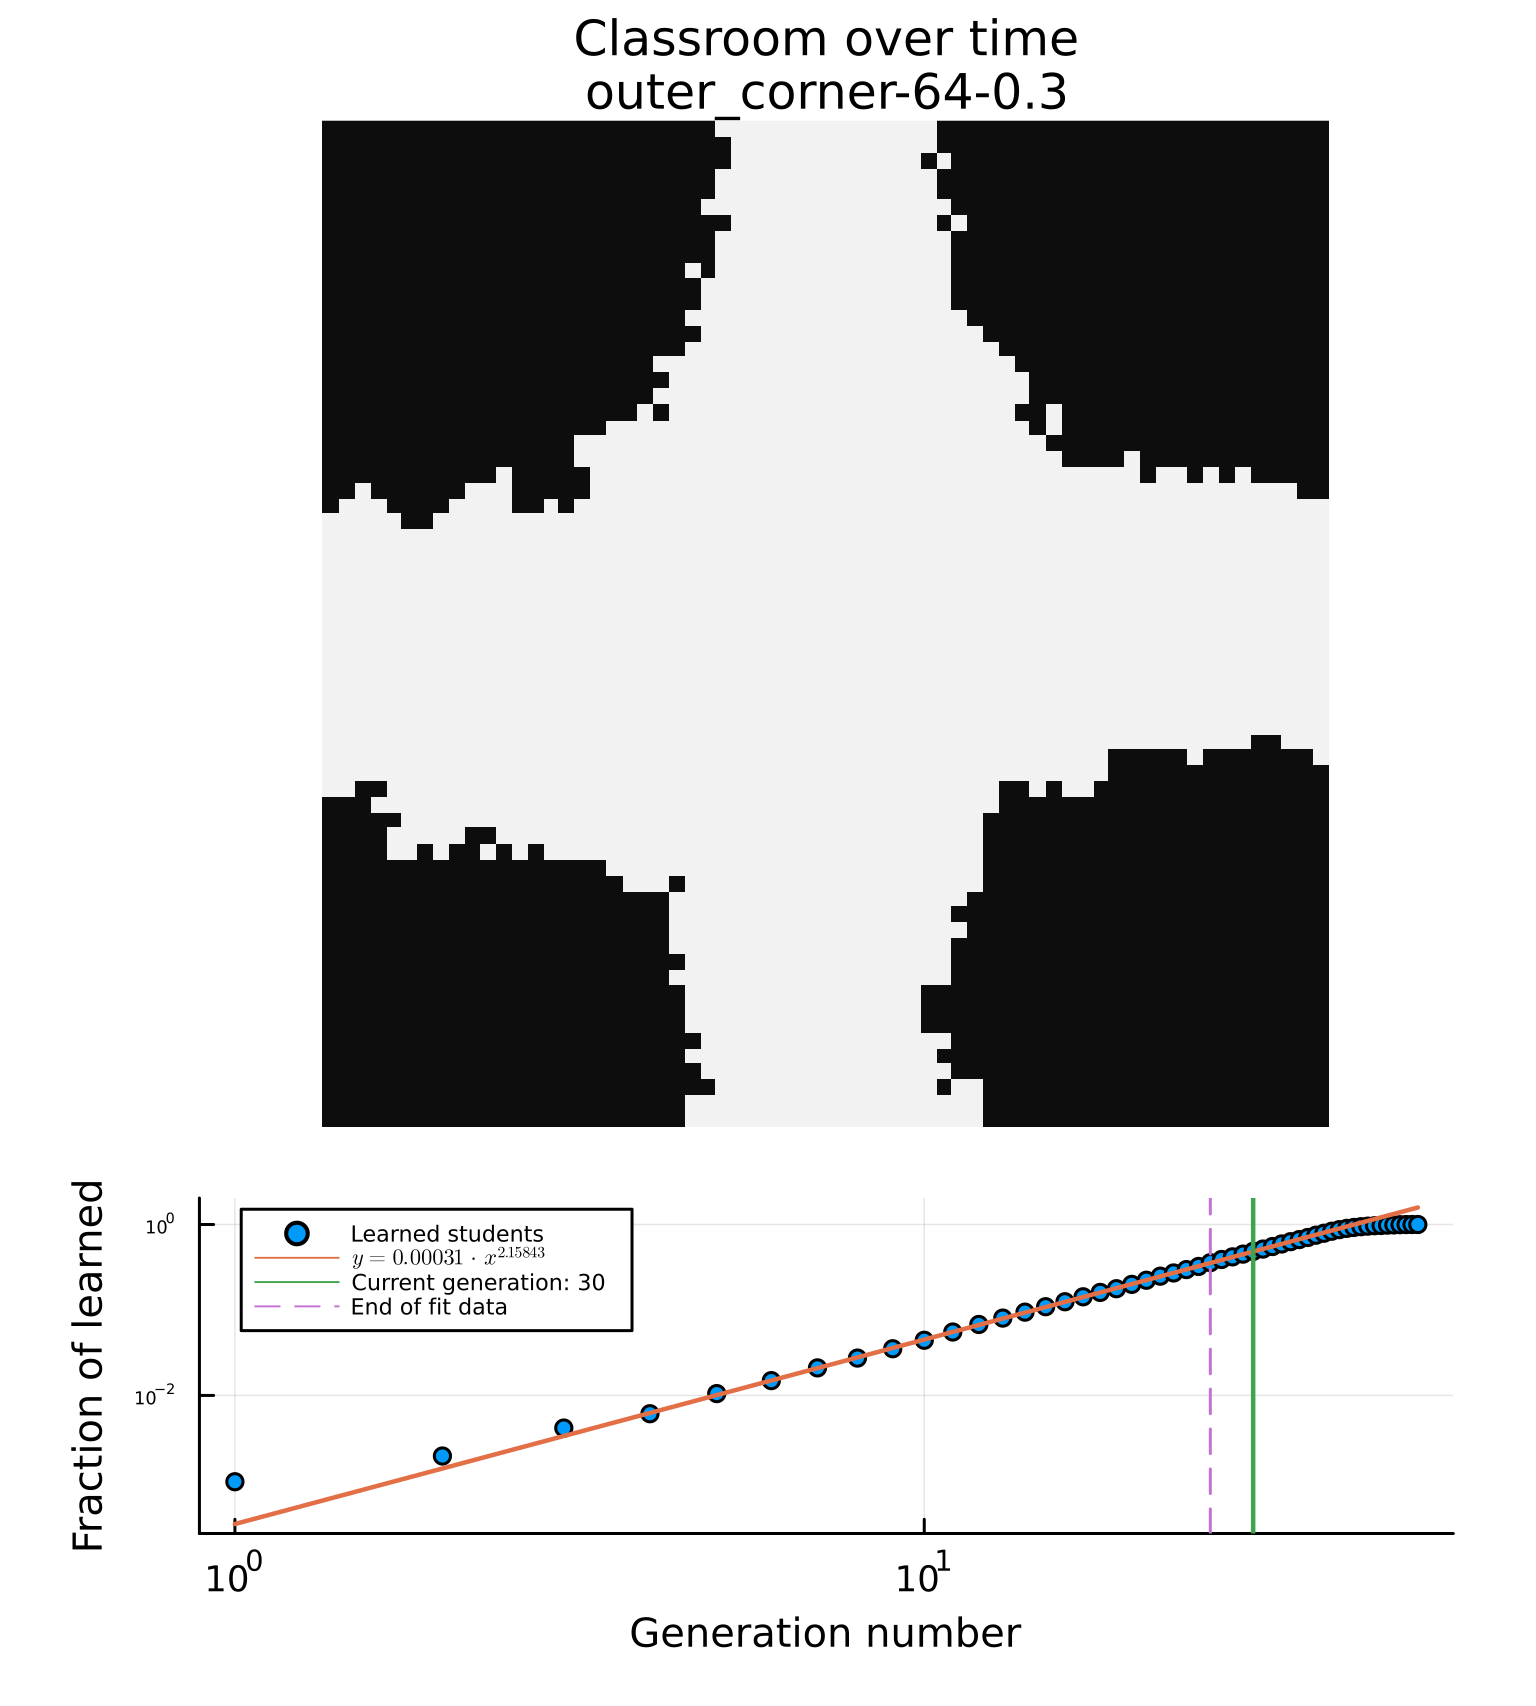 Classroom over time
outer_corner-64-0.3
Fraction of learned
10^0
10^−2
Learned students
y = 0.00031 · x^2.15843
Current generation: 30
End of fit data
10^0
10^1
Generation number